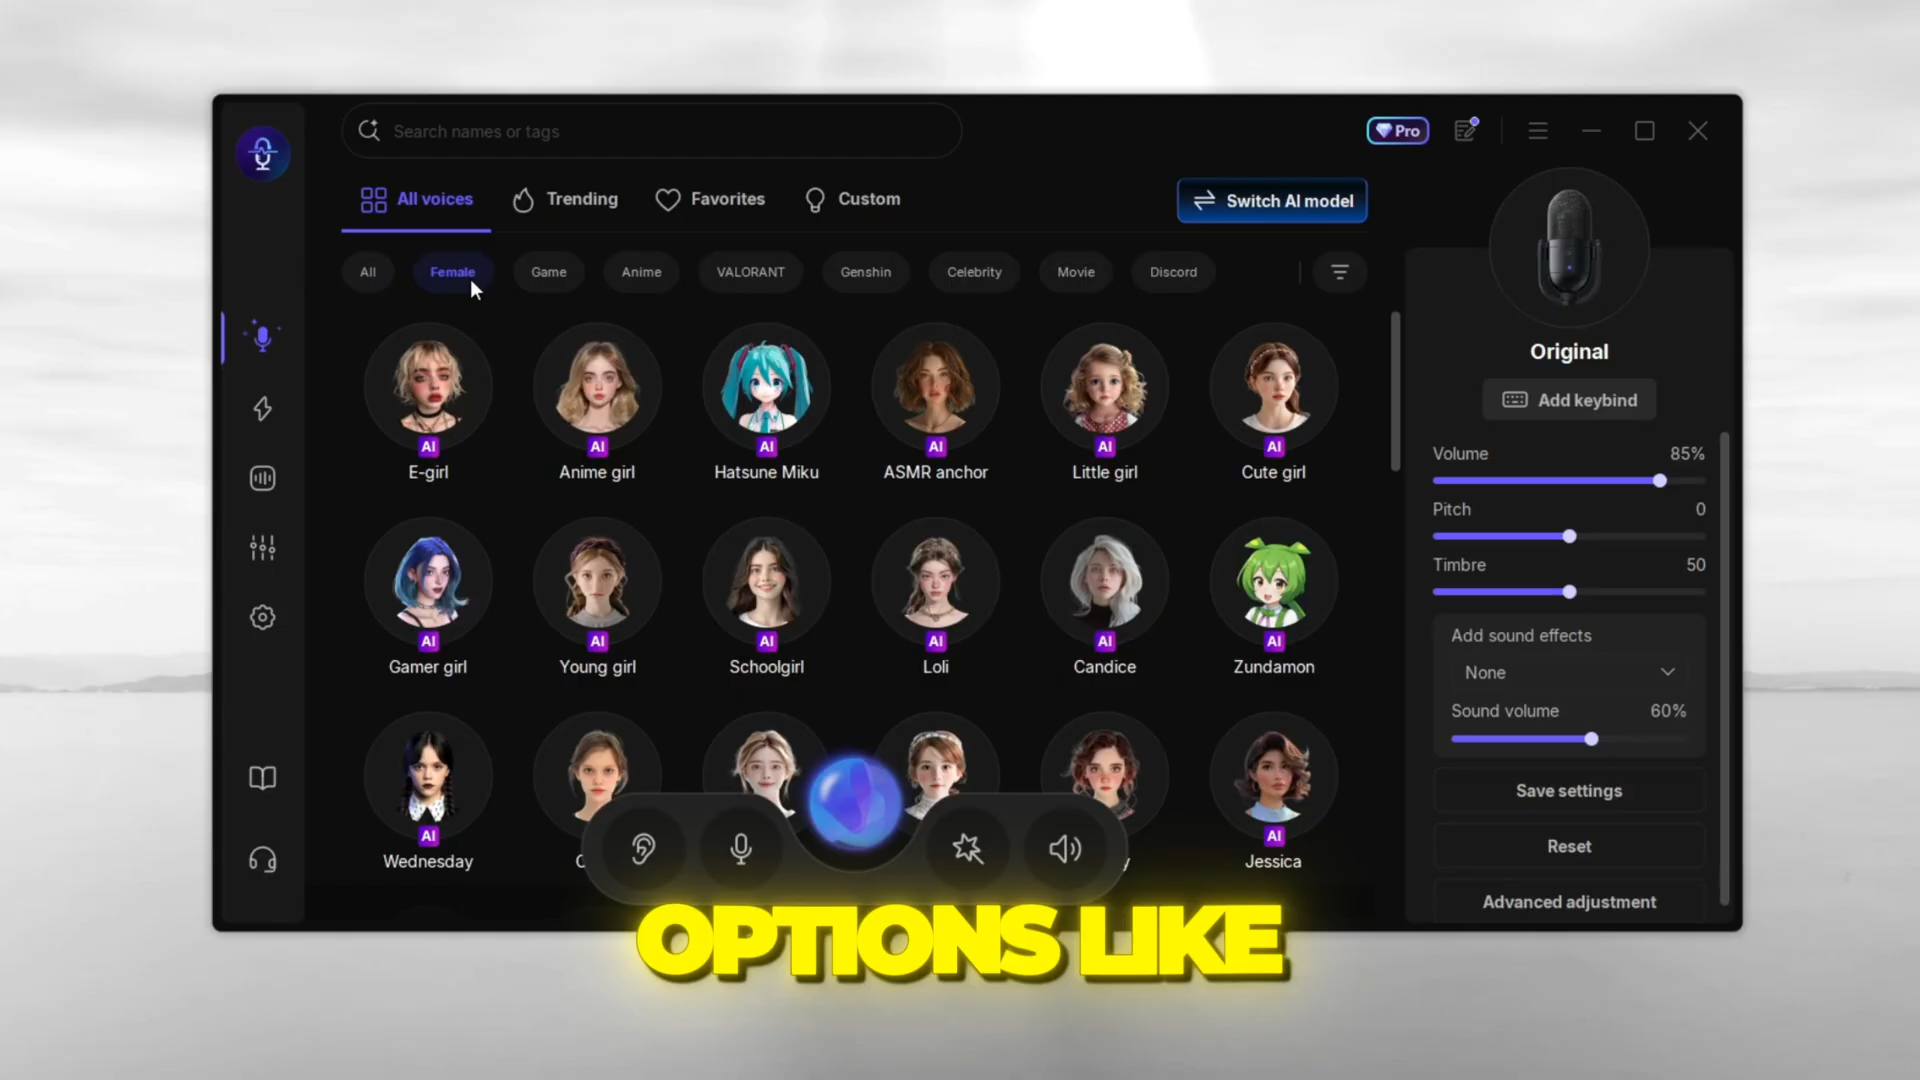 Search names or tags
Pro
All voices
Trending
Favorites
Custom
Switch AI model
All
Female
Game
Anime
VALORANT
Genshin
Celebrity
Movie
Discord
AI
AI
AI
AI
AI
AI
E-girl
Anime girl
Hatsune Miku
ASMR anchor
Little girl
Cute girl
AI
AI
AI
AI
AI
AI
Gamer girl
Young girl
Schoolgirl
Loli
Candice
Zundamon
AI
AI
Wednesday
Jessica
Original
Add keybind
Volume 85%
Pitch 0
Timbre 50
Add sound effects
None
Sound volume 60%
Save settings
Reset
Advanced adjustment
OPTIONS LIKE